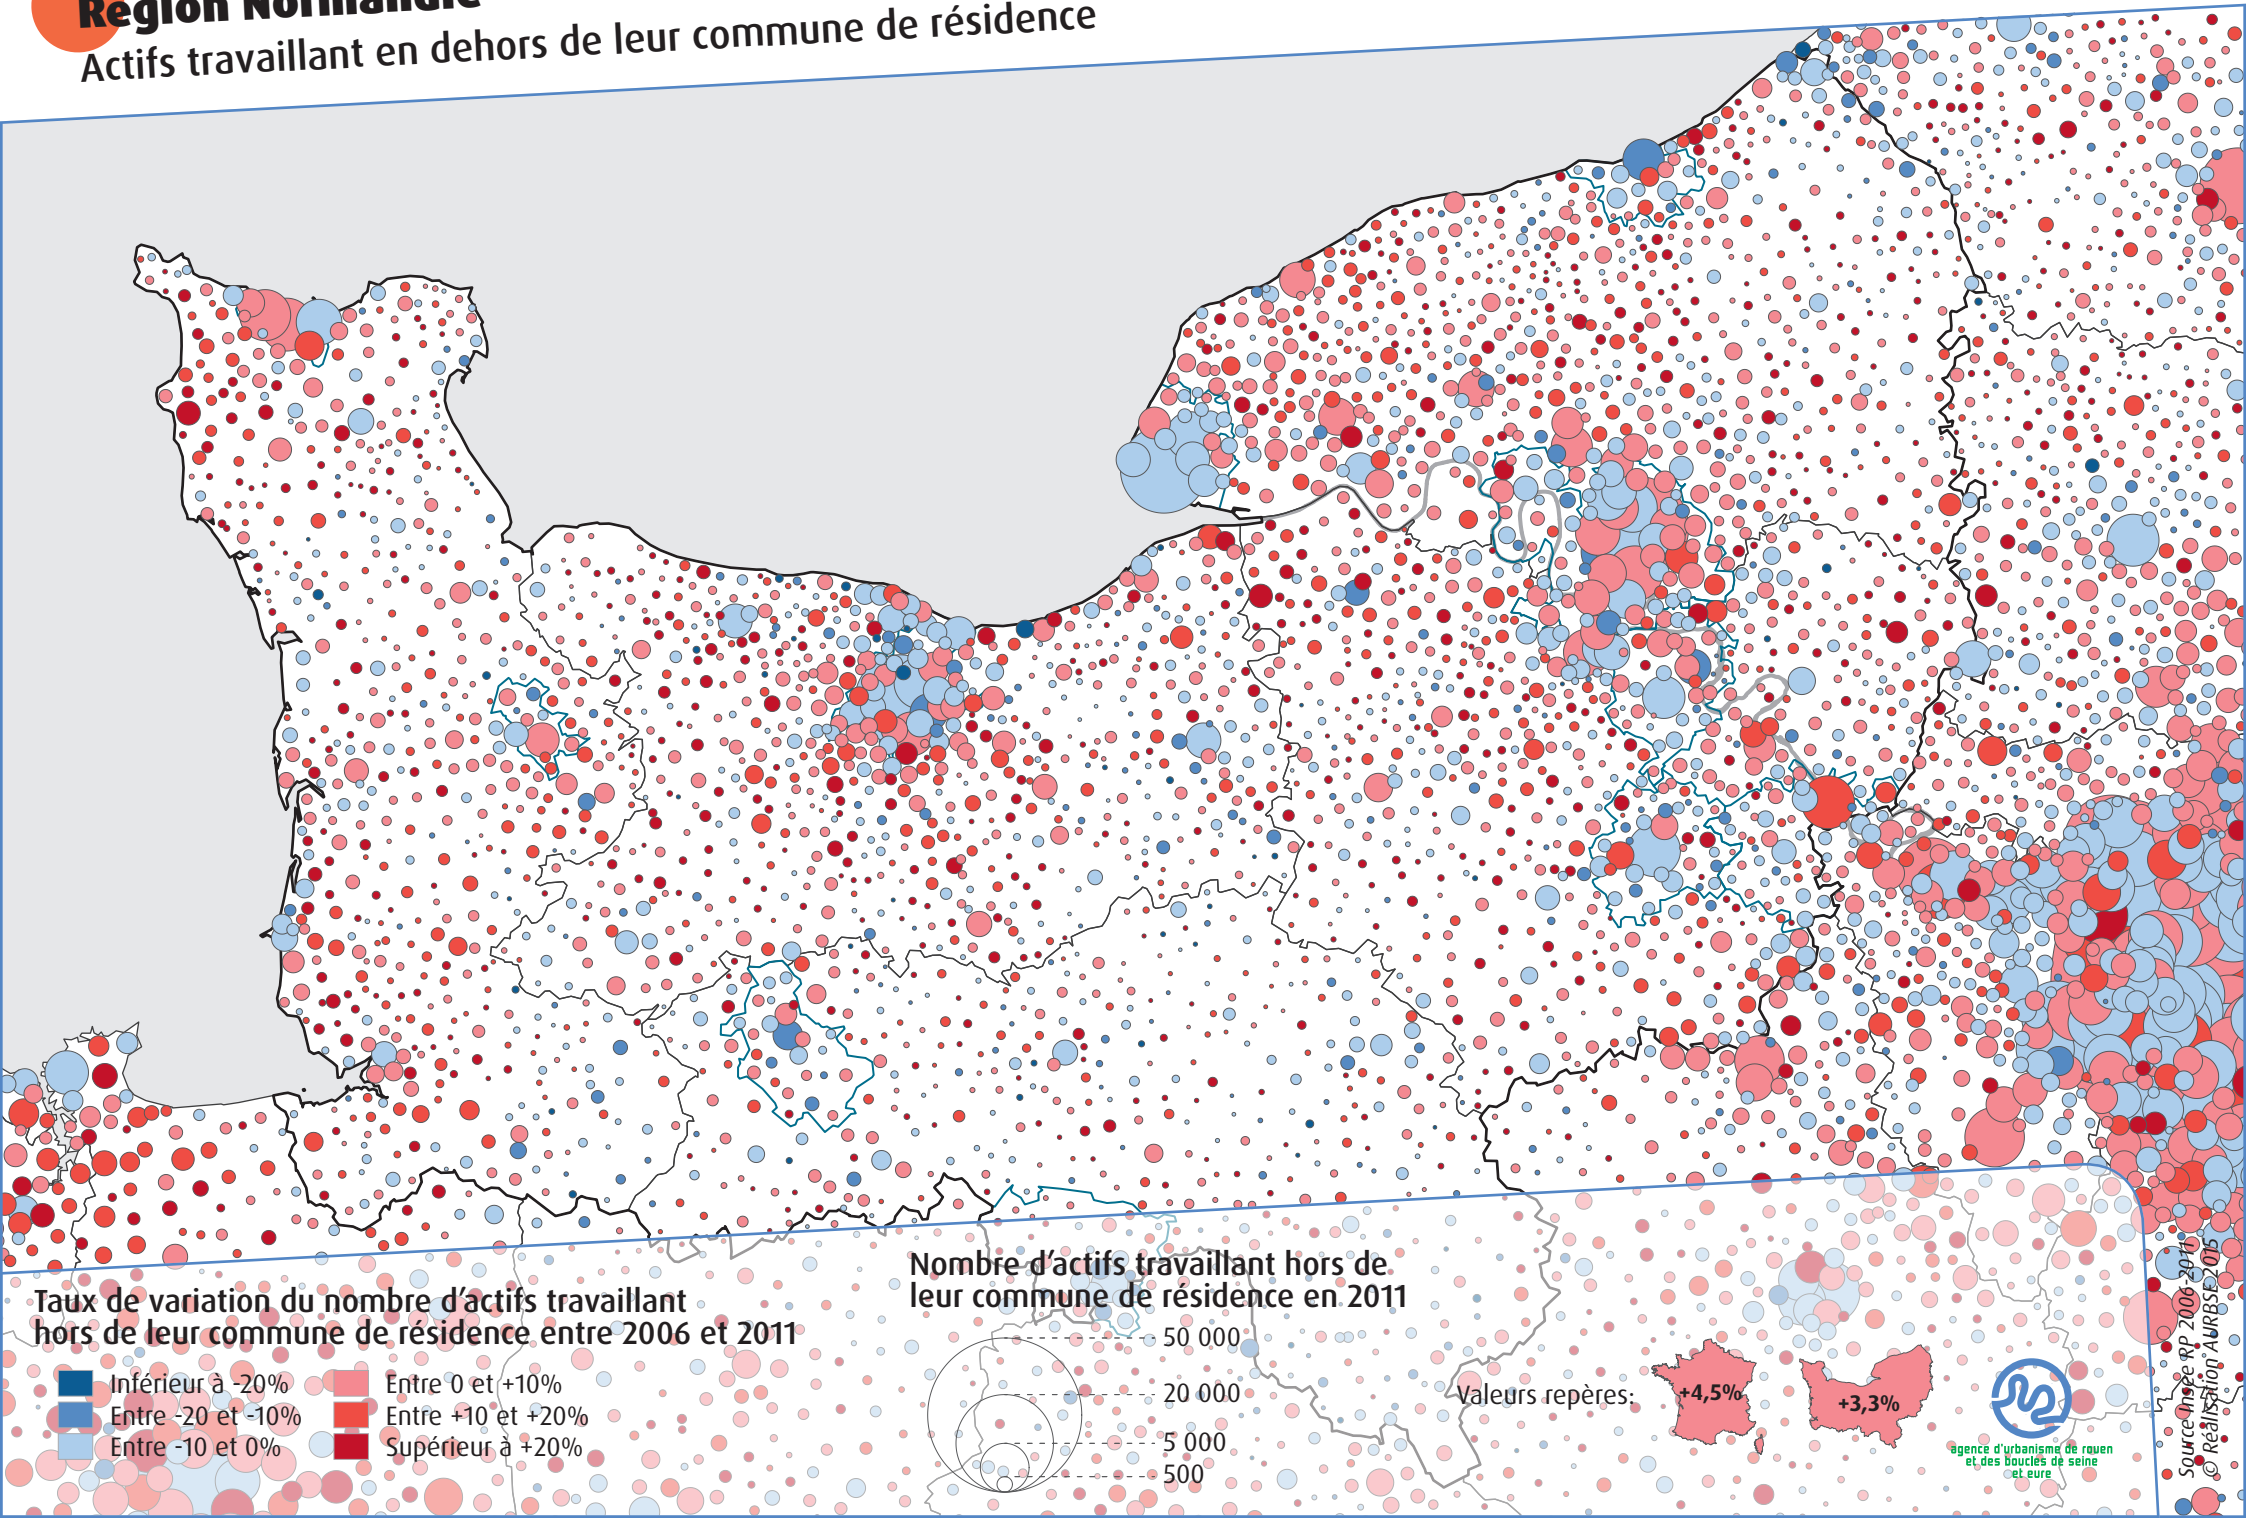 Région Normandie
Actifs travaillant en dehors de leur commune de résidence
Taux de variation du nombre d'actifs travaillant
hors de leur commune de résidence entre 2006 et 2011
Inférieur à -20%
Entre -20 et -10%
Entre -10 et 0%
Entre 0 et +10%
Entre +10 et +20%
Supérieur à +20%
Nombre d'actifs travaillant hors de
leur commune de résidence en 2011
50 000
20 000
5 000
500
Valeurs repères:
+4,5%
+3,3%
agence d'urbanisme de rouen
et des boucles de seine
et eure
Source Insee RP 2006-2011
© Réalisation AURBSE 2015